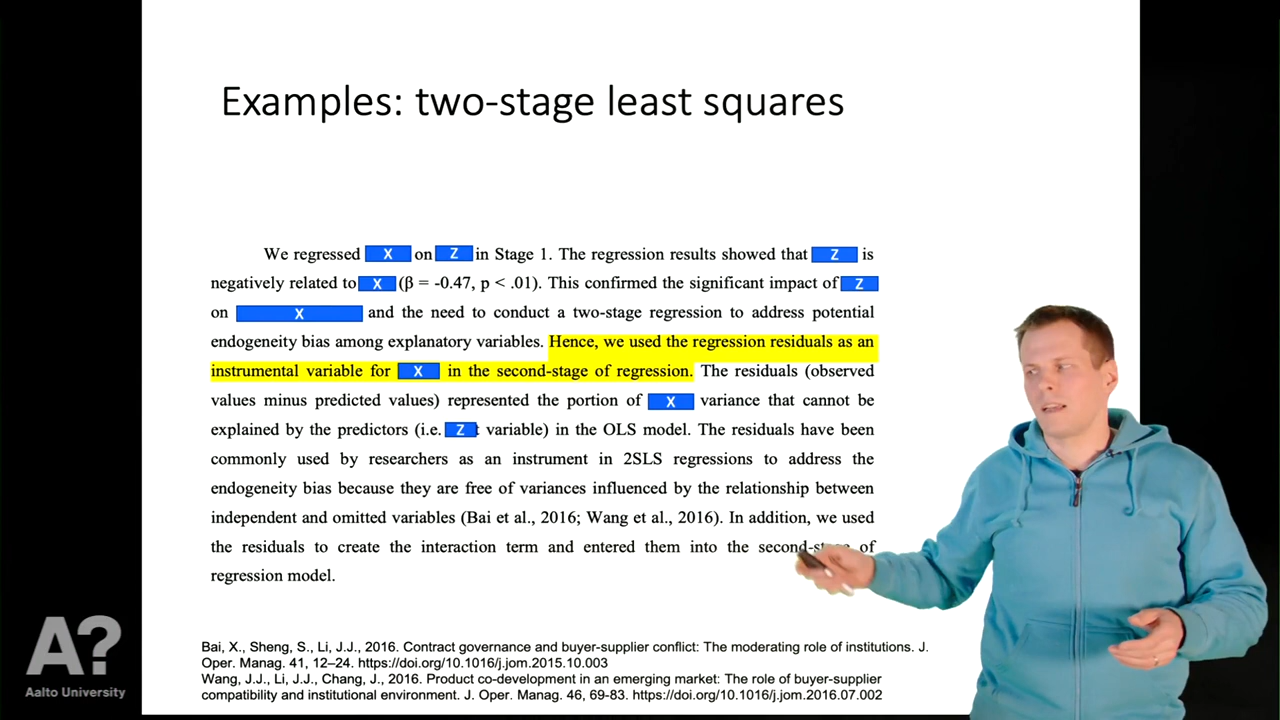 Examples: two-stage least squares
We regressed X on Z in Stage 1. The regression results showed that Z is
negatively related to X (β = -0.47, p < .01). This confirmed the significant impact of Z
on X and the need to conduct a two-stage regression to address potential
endogeneity bias among explanatory variables. Hence, we used the regression residuals as an
instrumental variable for X in the second-stage of regression. The residuals (observed
values minus predicted values) represented the portion of X variance that cannot be
explained by the predictors (i.e. Z t variable) in the OLS model. The residuals have been
commonly used by researchers as an instrument in 2SLS regressions to address the
endogeneity bias because they are free of variances influenced by the relationship between
independent and omitted variables (Bai et al., 2016; Wang et al., 2016). In addition, we used
the residuals to create the interaction term and entered them into the second-stage of
regression model.
Bai, X., Sheng, S., Li, J.J., 2016. Contract governance and buyer-supplier conflict: The moderating role of institutions. J.
Oper. Manag. 41, 12–24. https://doi.org/10.1016/j.jom.2015.10.003
Wang, J.J., Li, J.J., Chang, J., 2016. Product co-development in an emerging market: The role of buyer-supplier
compatibility and institutional environment. J. Oper. Manag. 46, 69-83. https://doi.org/10.1016/j.jom.2016.07.002
A?
Aalto University